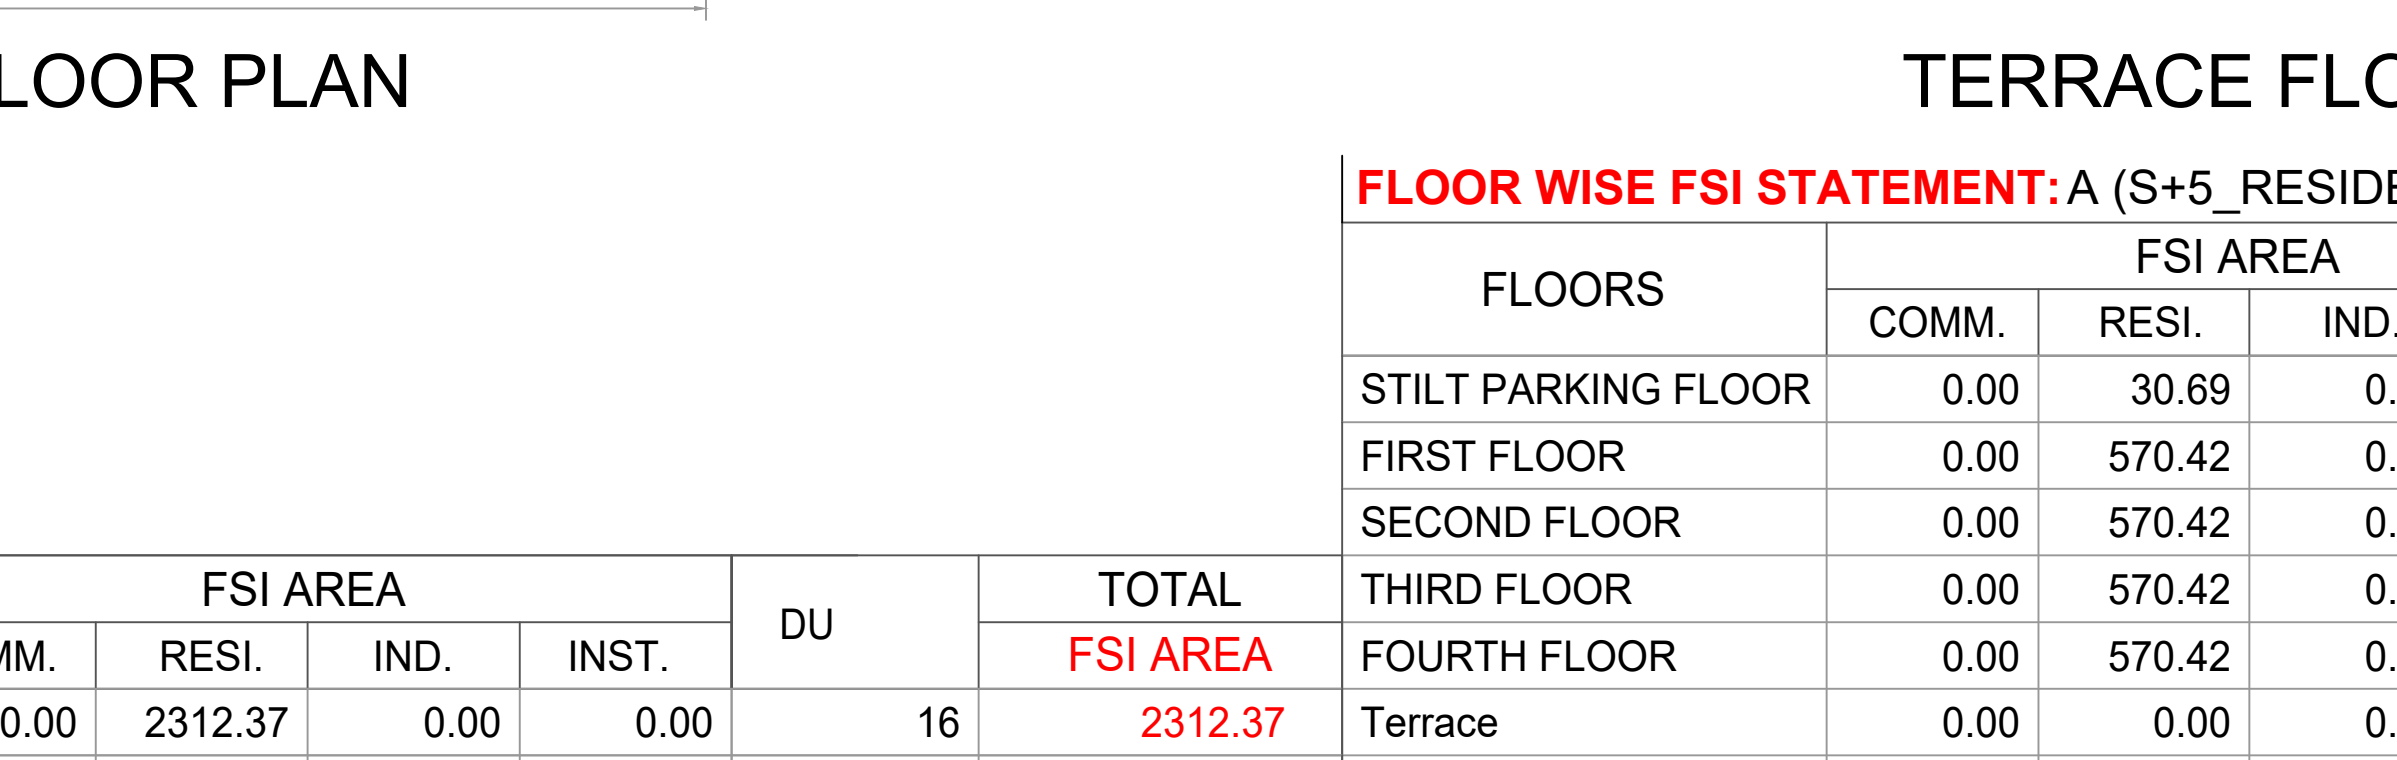 LOOR PLAN
TERRACE FLO
FLOOR WISE FSI STATEMENT: A (S+5_RESIDE
FLOORS
FSI AREA
COMM. RESI. IND.
STILT PARKING FLOOR 0.00 30.69 0.
FIRST FLOOR 0.00 570.42 0.
SECOND FLOOR 0.00 570.42 0.
THIRD FLOOR 0.00 570.42 0.
FOURTH FLOOR 0.00 570.42 0.
Terrace 0.00 0.00 0.
FSI AREA DU TOTAL
MM. RESI. IND. INST. FSI AREA
0.00 2312.37 0.00 0.00 16 2312.37